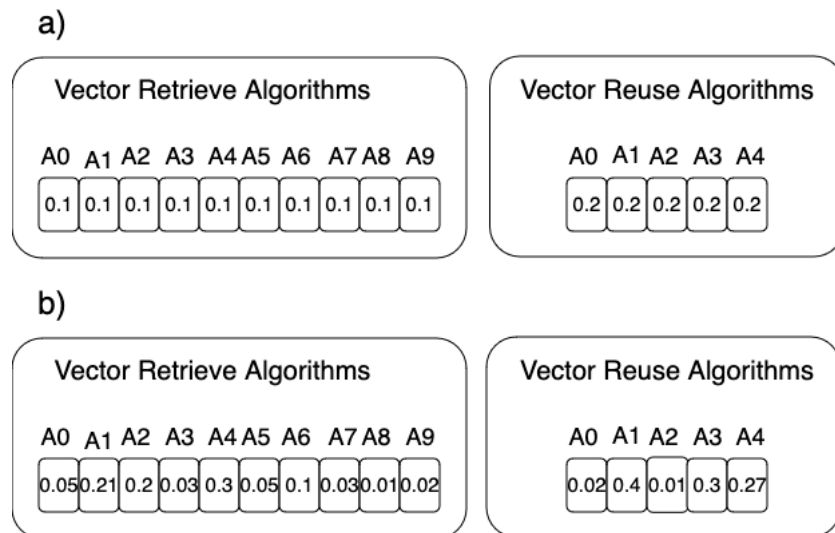 a)
Vector Retrieve Algorithms
A0 A1 A2 A3 A4 A5 A6 A7 A8 A9
0.1 0.1 0.1 0.1 0.1 0.1 0.1 0.1 0.1 0.1
Vector Reuse Algorithms
A0 A1 A2 A3 A4
0.2 0.2 0.2 0.2 0.2
b)
Vector Retrieve Algorithms
A0 A1 A2 A3 A4 A5 A6 A7 A8 A9
0.05 0.21 0.2 0.03 0.3 0.05 0.1 0.03 0.01 0.02
Vector Reuse Algorithms
A0 A1 A2 A3 A4
0.02 0.4 0.01 0.3 0.27